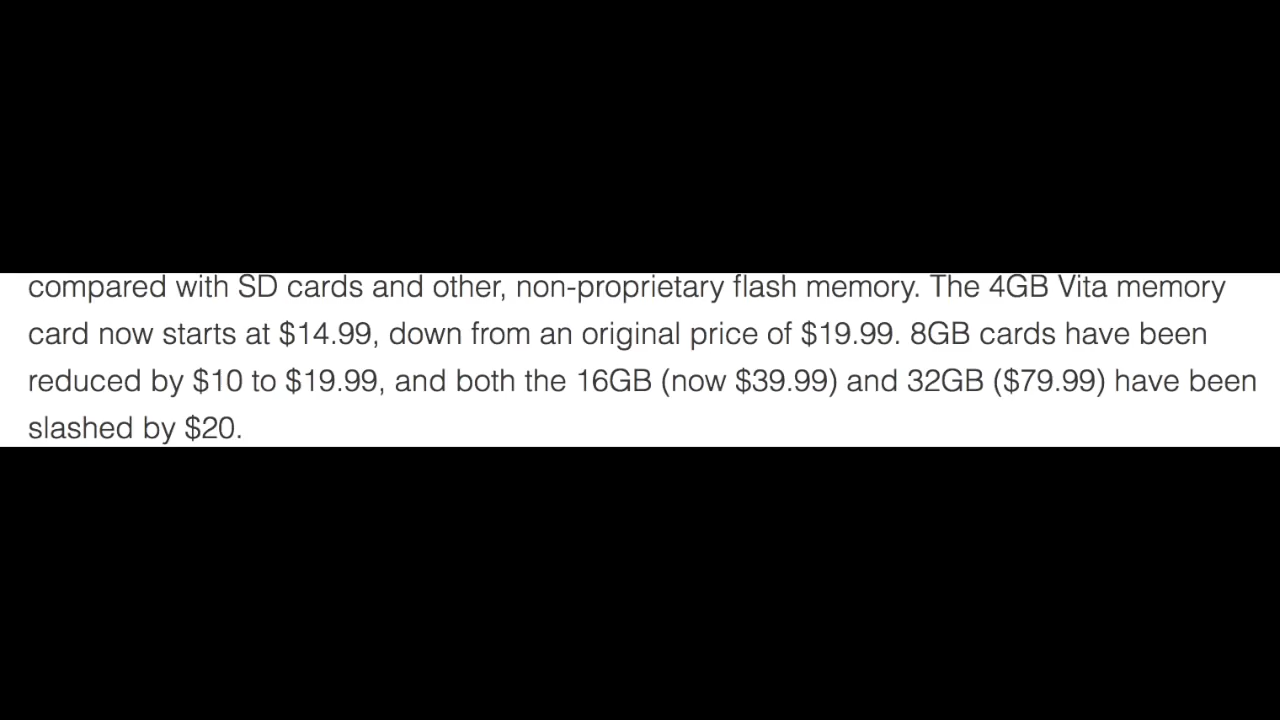 compared with SD cards and other, non-proprietary flash memory. The 4GB Vita memory
card now starts at $14.99, down from an original price of $19.99. 8GB cards have been
reduced by $10 to $19.99, and both the 16GB (now $39.99) and 32GB ($79.99) have been
slashed by $20.